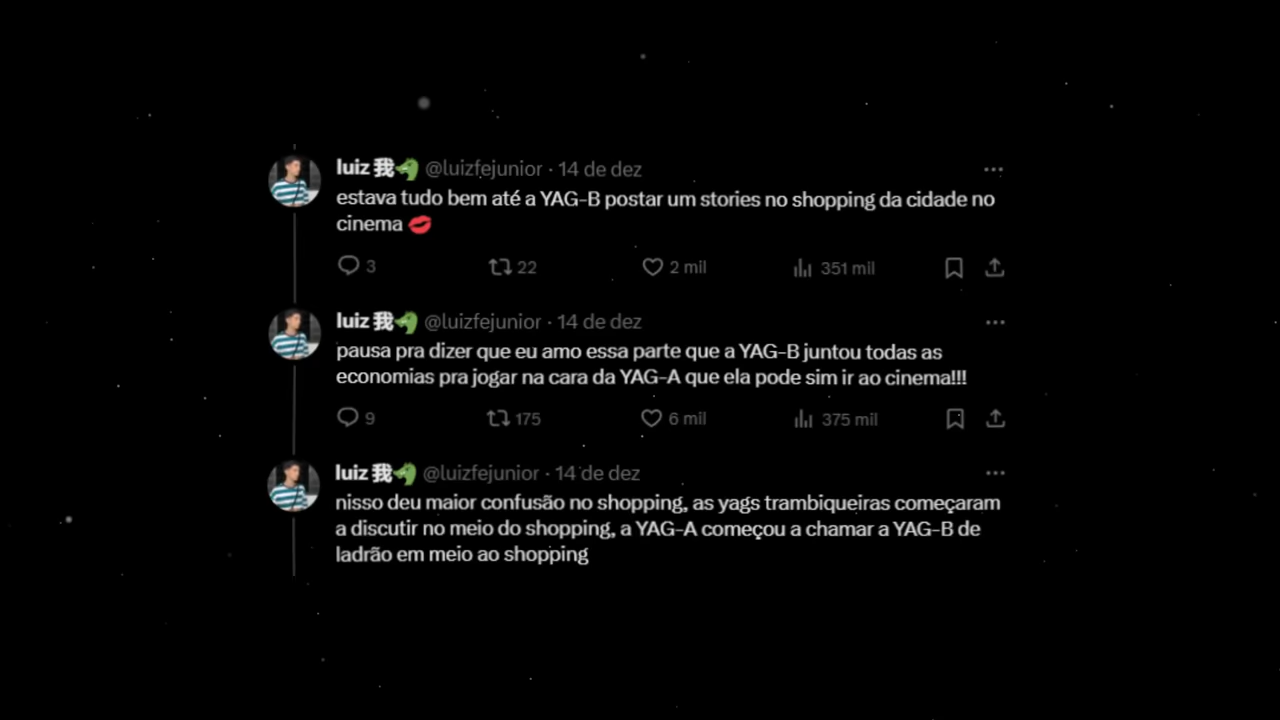 luiz 我 @luizfejunior · 14 de dez
estava tudo bem até a YAG-B postar um stories no shopping da cidade no
cinema 💋
3 22 2 mil 351 mil
luiz 我 @luizfejunior · 14 de dez
pausa pra dizer que eu amo essa parte que a YAG-B juntou todas as
economias pra jogar na cara da YAG-A que ela pode sim ir ao cinema!!!
9 175 6 mil 375 mil
luiz 我 @luizfejunior · 14 de dez
nisso deu maior confusão no shopping, as yags trambiqueiras começaram
a discutir no meio do shopping, a YAG-A começou a chamar a YAG-B de
ladrão em meio ao shopping